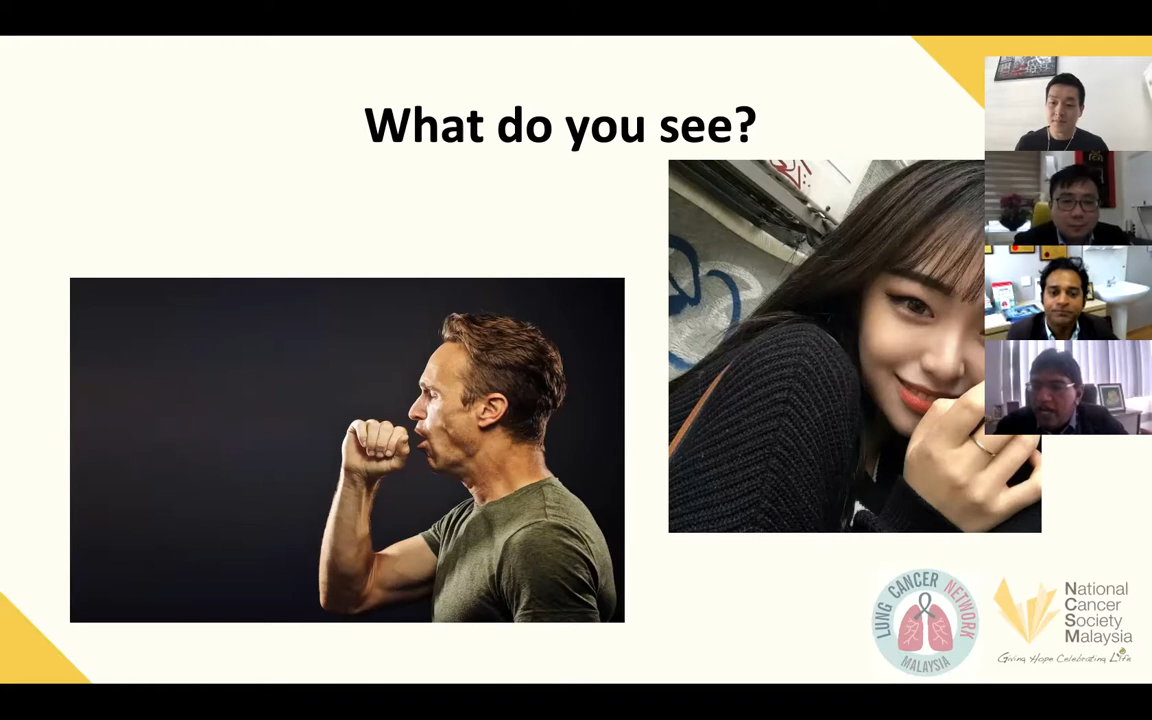 What do you see?
LUNG CANCER NETWORK
MALAYSIA
National
Cancer
Society
Malaysia
Giving Hope Celebrating Life